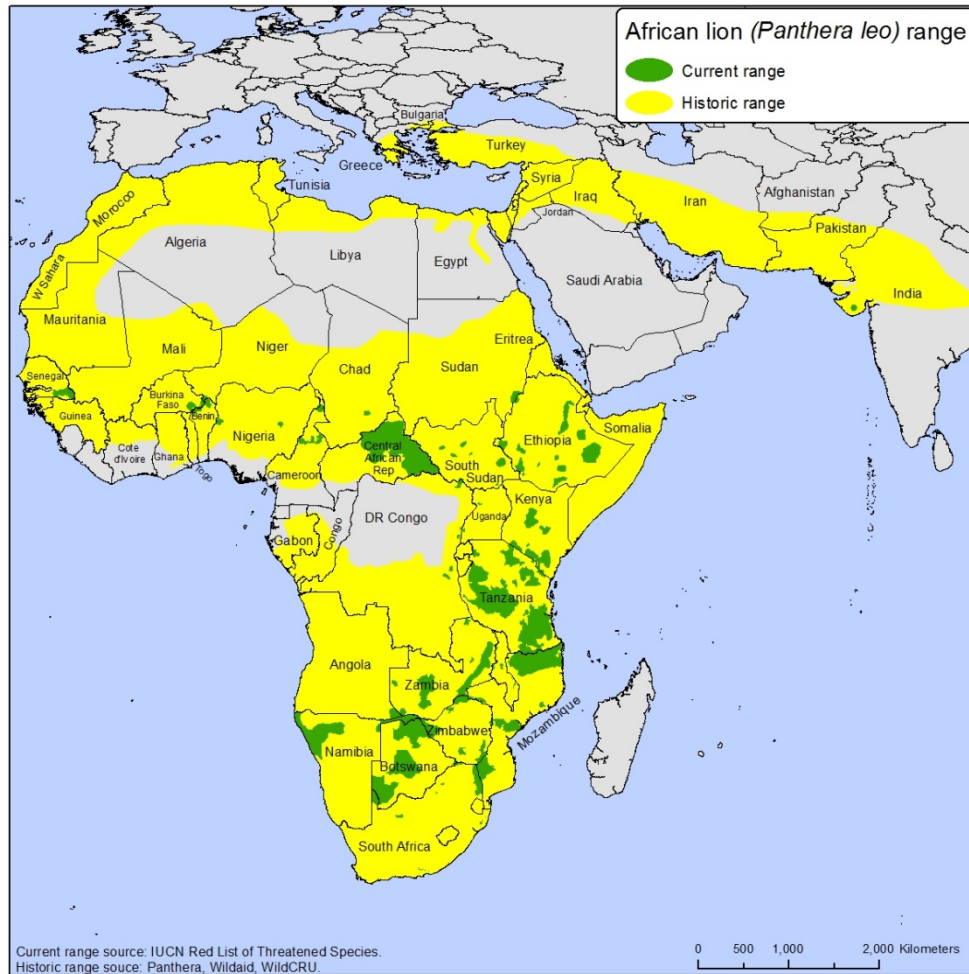 African lion (Panthera leo) range
Current range
Historic range
Bulgaria
Greece
Turkey
Tunisia
Syria
Iraq
Iran
Afghanistan
Jordan
Pakistan
Morocco
Algeria
Libya
Egypt
Saudi Arabia
India
W Sahara
Mauritania
Mali
Niger
Chad
Sudan
Eritrea
Senegal
Guinea
Burkina
Faso
Benin
Nigeria
Cote
d'Ivoire
Ghana
Togo
Cameroon
Central
African
Rep
South
Sudan
Ethiopia
Somalia
Uganda
Kenya
Gabon
Congo
DR Congo
Tanzania
Angola
Zambia
Mozambique
Zimbabwe
Namibia
Botswana
South Africa
Current range source: IUCN Red List of Threatened Species.
Historic range souce: Panthera, Wildaid, WildCRU.
0 500 1,000 2,000 Kilometers